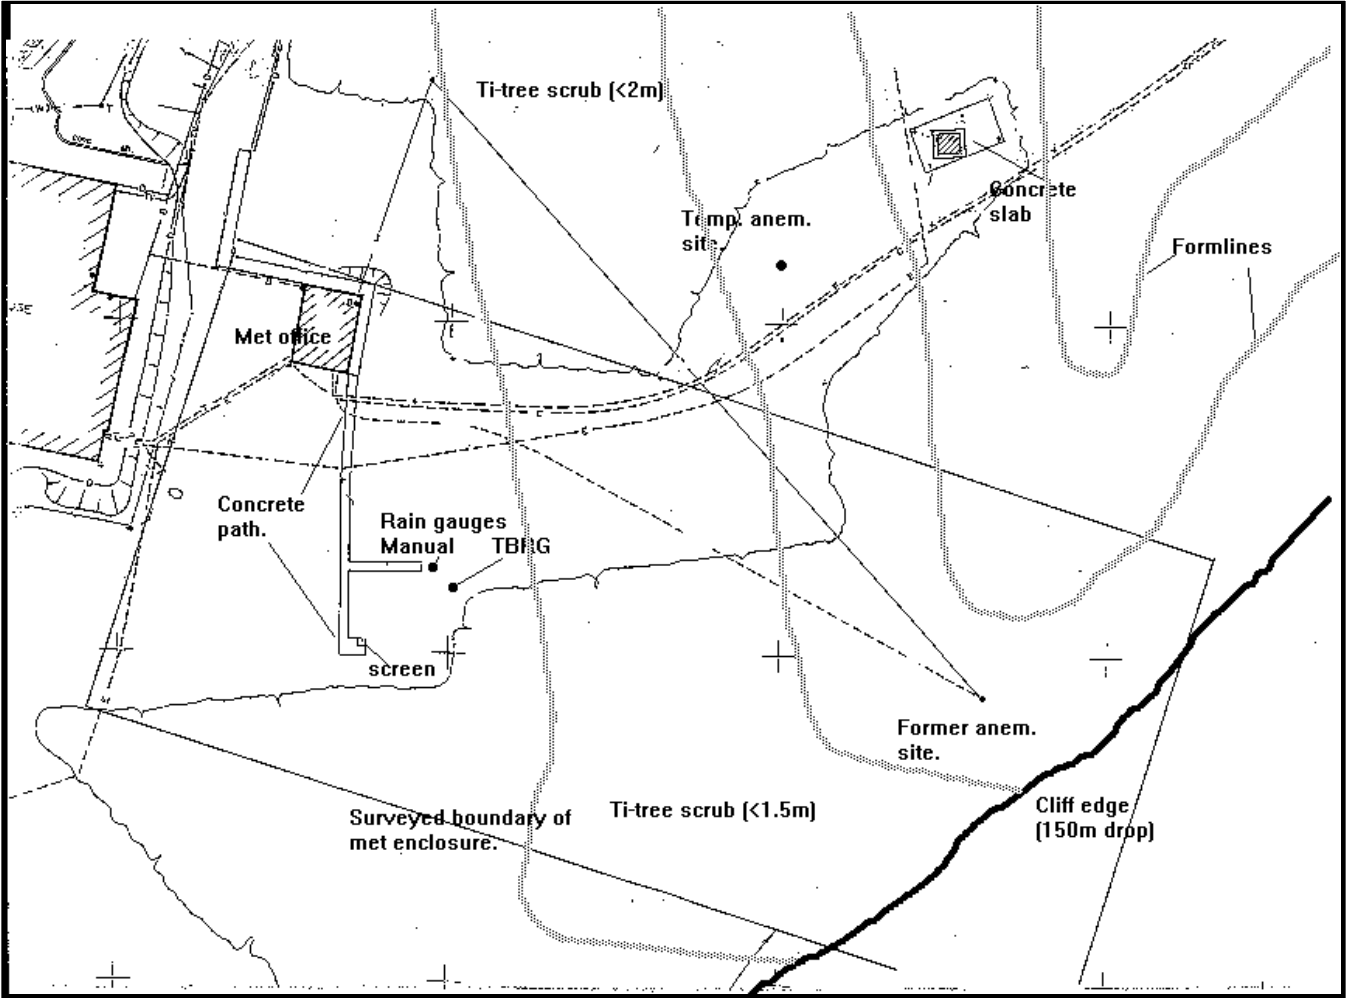 Ti-tree scrub (<2m)
Temp. anem.
site.
Concrete
slab
Formlines
Met office
Concrete
path.
Rain gauges
Manual
TBRG
screen
Former anem.
site.
Surveyed boundary of
met enclosure.
Ti-tree scrub (<1.5m)
Cliff edge
(150m drop)